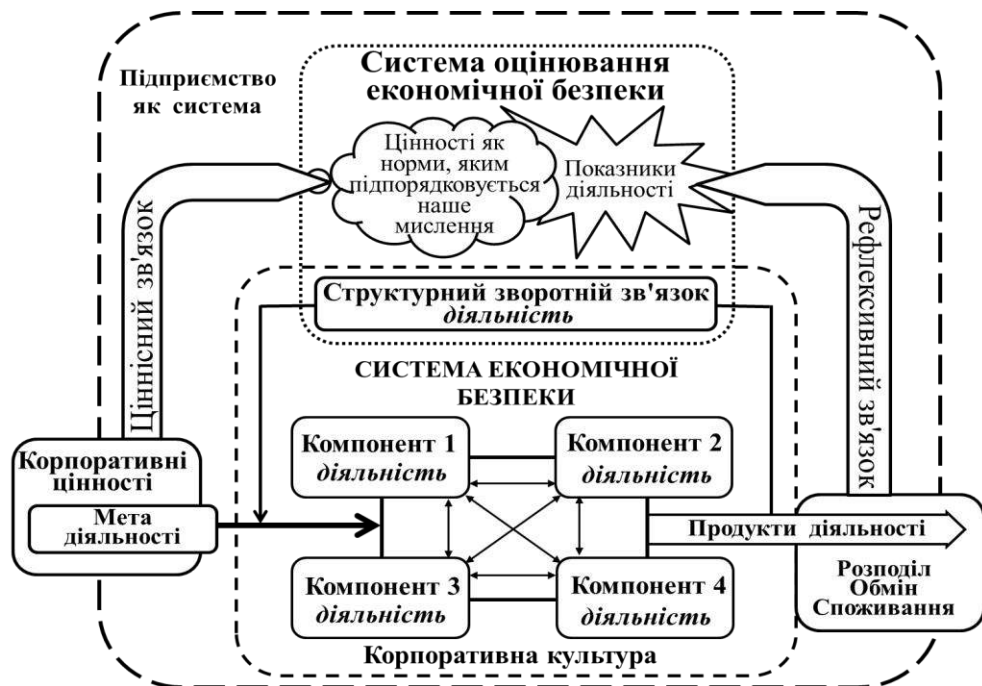 Підприємство
як система
Система оцінювання
економічної безпеки
Цінності як
норми, яким
підпорядковується
наше
мислення
Показники
діяльності
Ціннісний зв'язок
Рефлексивний зв'язок
Структурний зворотній зв'язок
діяльність
СИСТЕМА ЕКОНОМІЧНОЇ
БЕЗПЕКИ
Компонент 1
діяльність
Компонент 2
діяльність
Корпоративні
цінності
Мета
діяльності
Продукти діяльності
Компонент 3
діяльність
Компонент 4
діяльність
Розподіл
Обмін
Споживання
Корпоративна культура